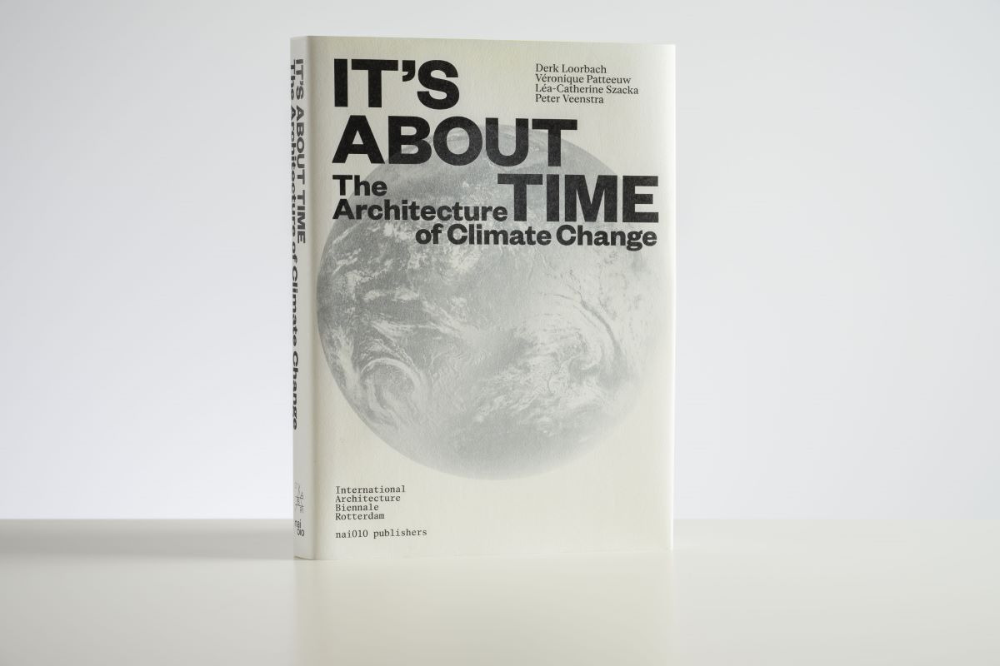 IT'S ABOUT TIME
The Architecture of Climate Change
nai
010
IT'S
ABOUT
TIME
The
Architecture
of Climate Change
Derk Loorbach
Véronique Patteeuw
Léa-Catherine Szacka
Peter Veenstra
International
Architecture
Biennale
Rotterdam
nai010 publishers